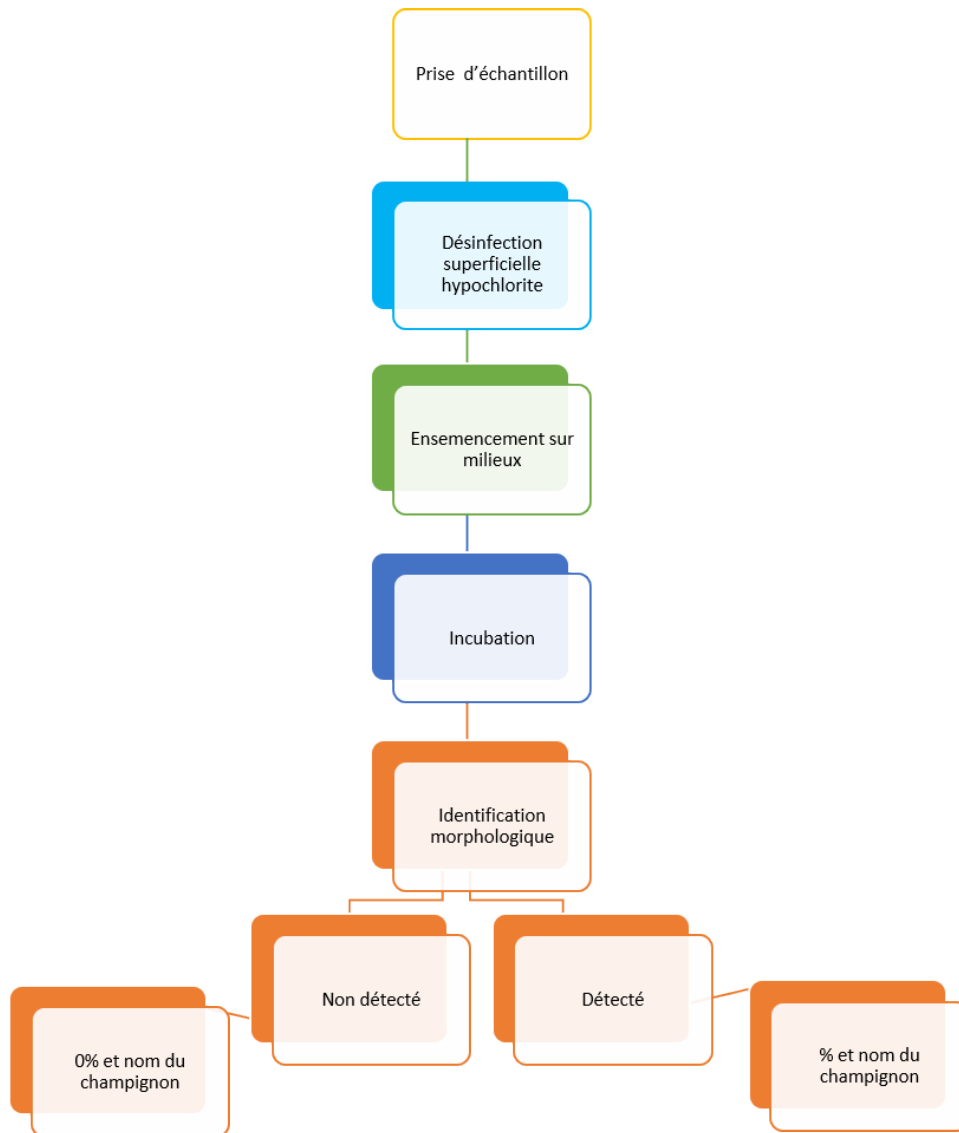 Prise d'échantillon
Désinfection
superficielle
hypochlorite
Ensemencement sur
milieux
Incubation
Identification
morphologique
Non détecté
Détecté
0% et nom du
champignon
% et nom du
champignon